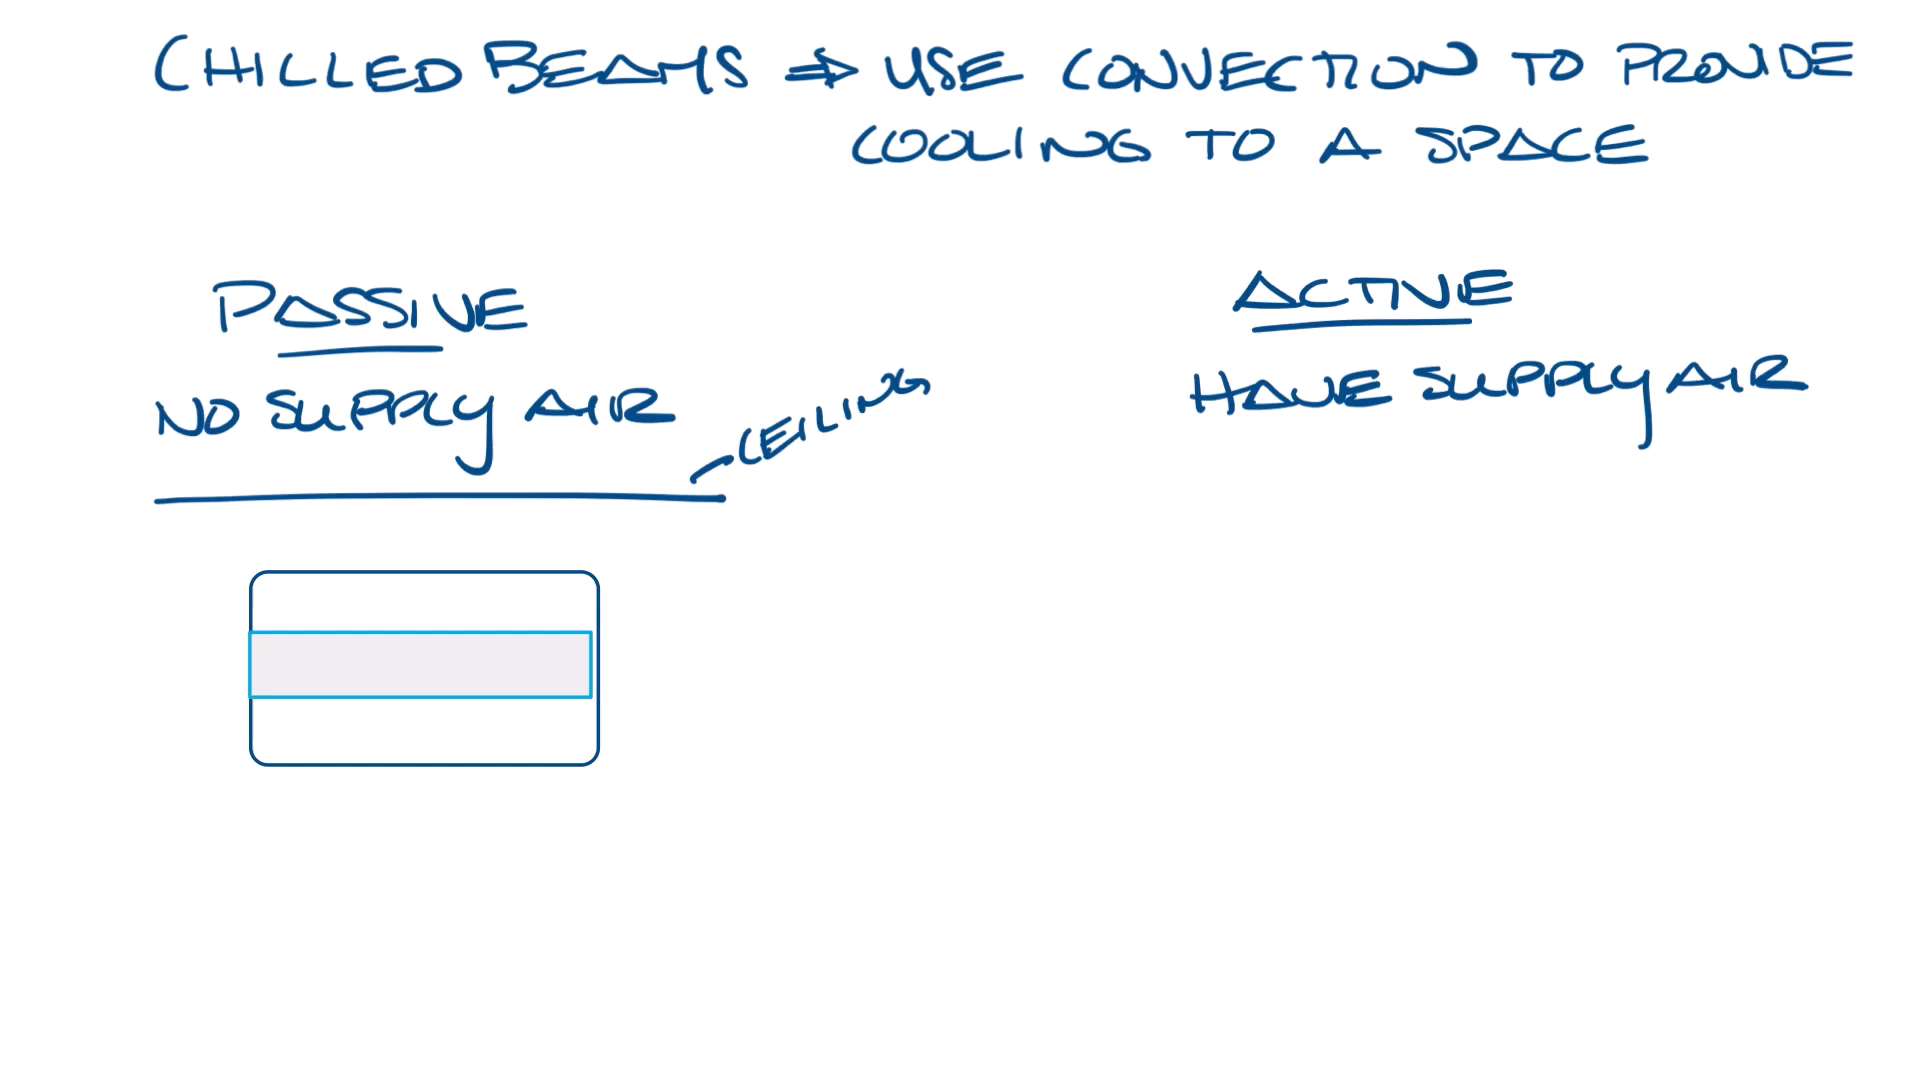 CHILLED BEAMS ⇒ USE CONVECTION TO PROVIDE
COOLING TO A SPACE
PASSIVE
NO SUPPLY AIR
CEILING
ACTIVE
HAVE SUPPLY AIR